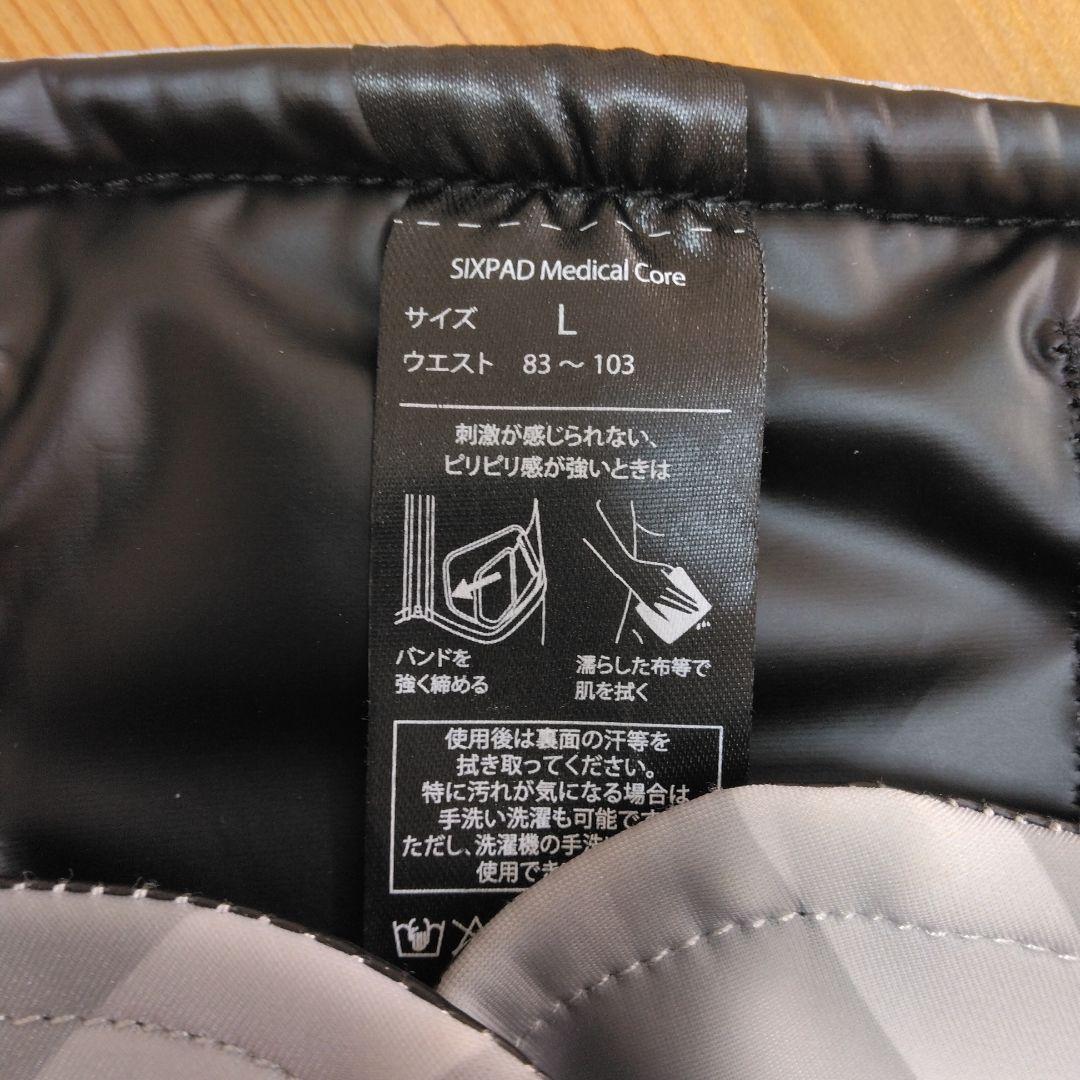 SIXPAD Medical Core
サイズ L
ウエスト 83～103
刺激が感じられない、
ピリピリ感が強いときは
バンドを
強く締める
濡らした布等で
肌を拭く
使用後は裏面の汗等を
拭き取ってください。
特に汚れが気になる場合は、
手洗い洗濯も可能です
ただし、洗濯機の手洗
使用でき